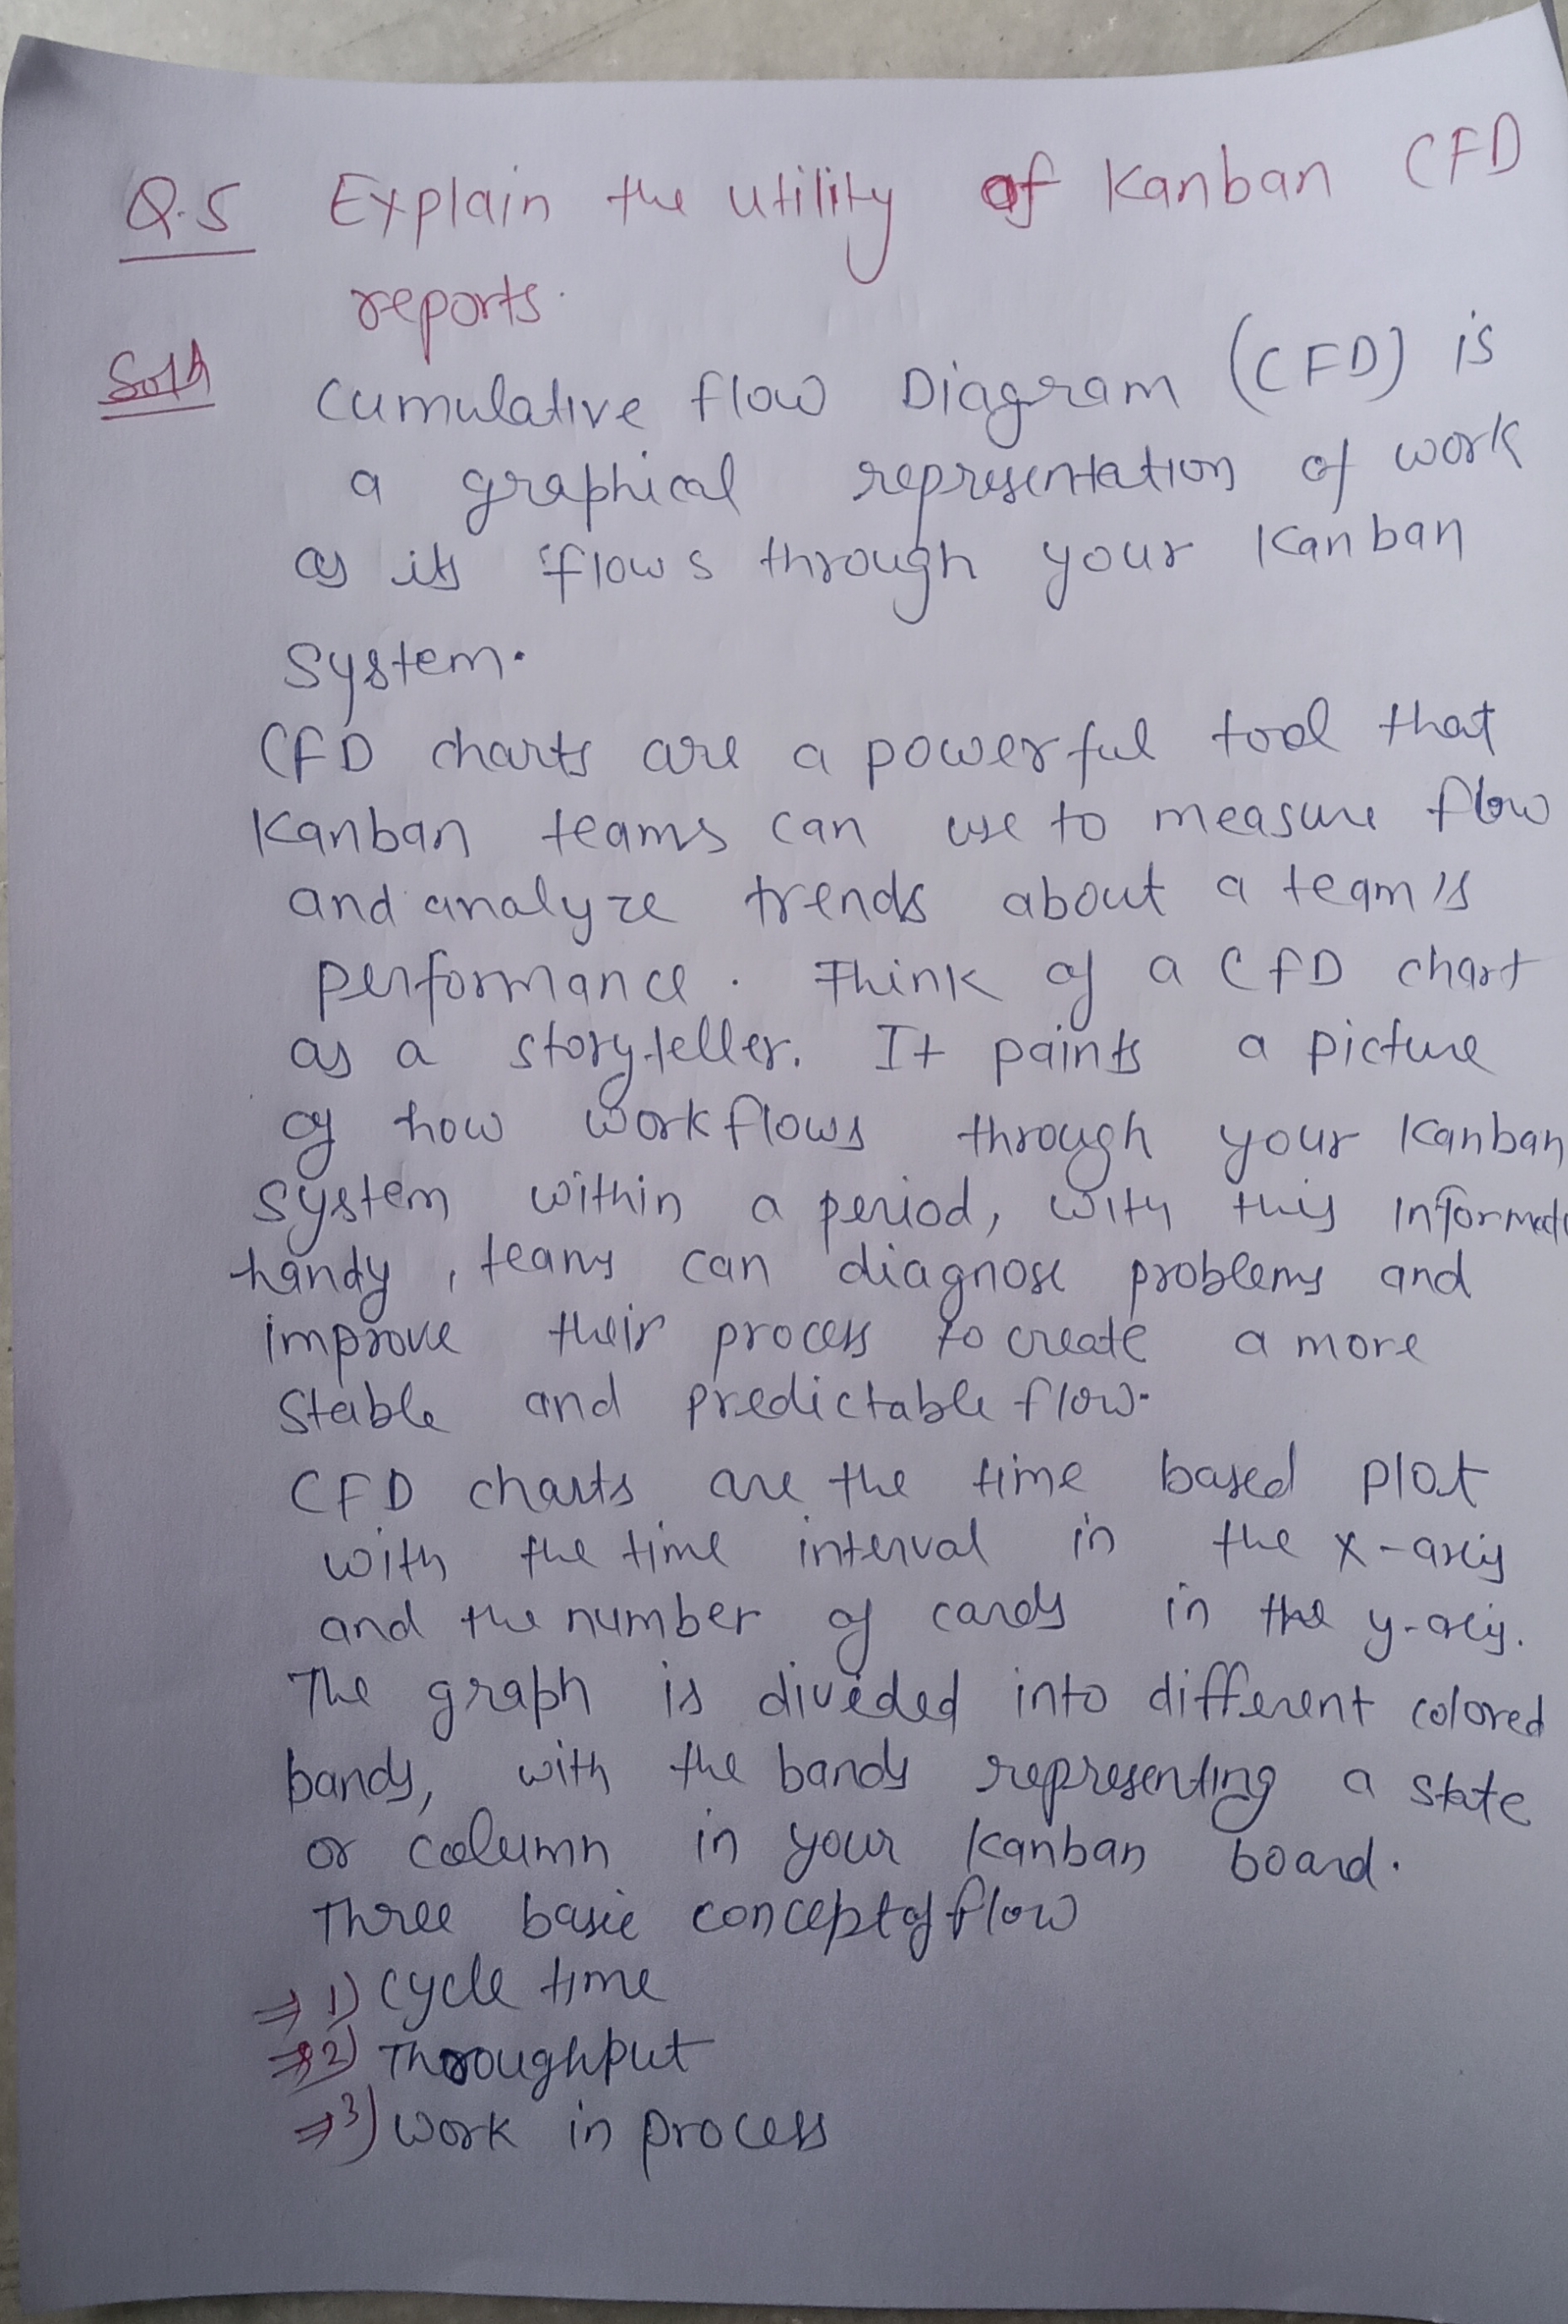 Q.5 Explain the utility of Kanban CFD
reports.
Soln
Cumulative flow Diagram (CFD) is
a graphical representation of work
as its flows through your Kanban
System.
CFD charts are a powerful tool that
Kanban teams can use to measure flow
and analyze trends about a team's
performance. Think of a CFD chart
as a storyteller. It paints a picture
of how workflows through your Kanban
System within a period, with this informat
handy, teams can diagnose problems and
improve their process to create a more
Stable and predictable flow.
CFD charts are the time based plot
with the time interval in the x-axis
and the number of cards in the y-axis.
The graph is divided into different colored
bands, with the bands representing a state
or column in your Kanban board.
Three basic concept of flow
⇒ 1) Cycle time
⇒ 2) Throughput
⇒ 3) Work in process